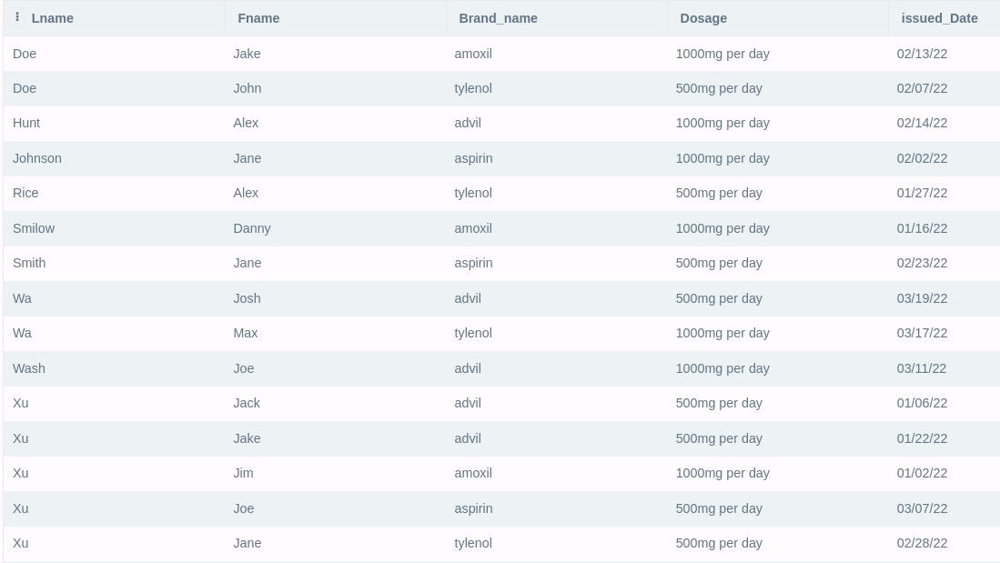 Lname Fname Brand_name Dosage issued_Date
Doe Jake amoxil 1000mg per day 02/13/22
Doe John tylenol 500mg per day 02/07/22
Hunt Alex advil 1000mg per day 02/14/22
Johnson Jane aspirin 1000mg per day 02/02/22
Rice Alex tylenol 500mg per day 01/27/22
Smilow Danny amoxil 1000mg per day 01/16/22
Smith Jane aspirin 500mg per day 02/23/22
Wa Josh advil 500mg per day 03/19/22
Wa Max tylenol 1000mg per day 03/17/22
Wash Joe advil 1000mg per day 03/11/22
Xu Jack advil 500mg per day 01/06/22
Xu Jake advil 500mg per day 01/22/22
Xu Jim amoxil 1000mg per day 01/02/22
Xu Joe aspirin 500mg per day 03/07/22
Xu Jane tylenol 500mg per day 02/28/22